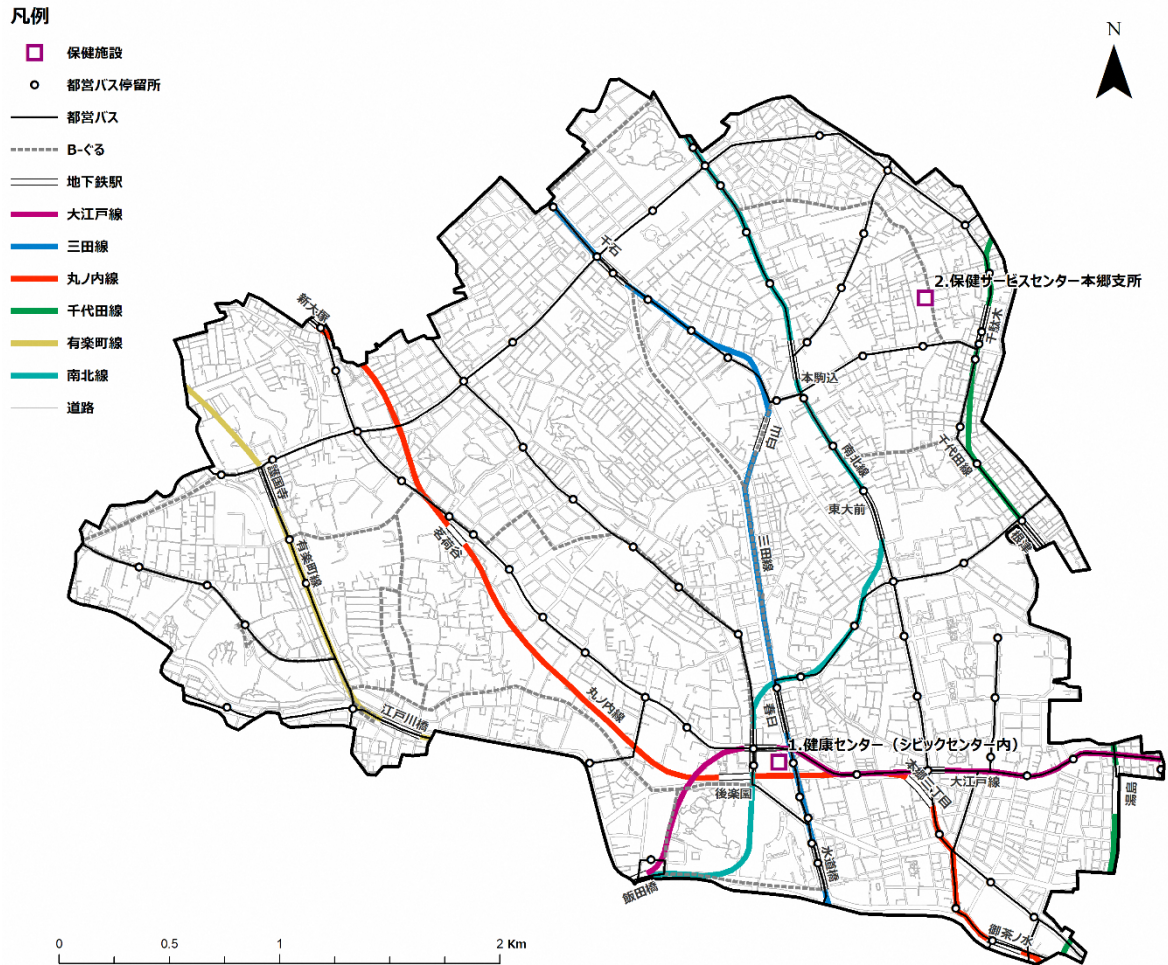 凡例
保健施設
都営バス停留所
都営バス
B-ぐる
地下鉄駅
大江戸線
三田線
丸ノ内線
千代田線
有楽町線
南北線
道路
N
千石
2.保健サービスセンター本郷支所
新大塚
千駄木
本駒込
白山
南北線
千代田線
護国寺
東大前
根津
茗荷谷
三田線
有楽町線
丸ノ内線
春日
江戸川橋
1.健康センター（シビックセンター内）
本郷三丁目
大江戸線
湯島
後楽園
水道橋
飯田橋
御茶ノ水
0 0.5 1 2 Km